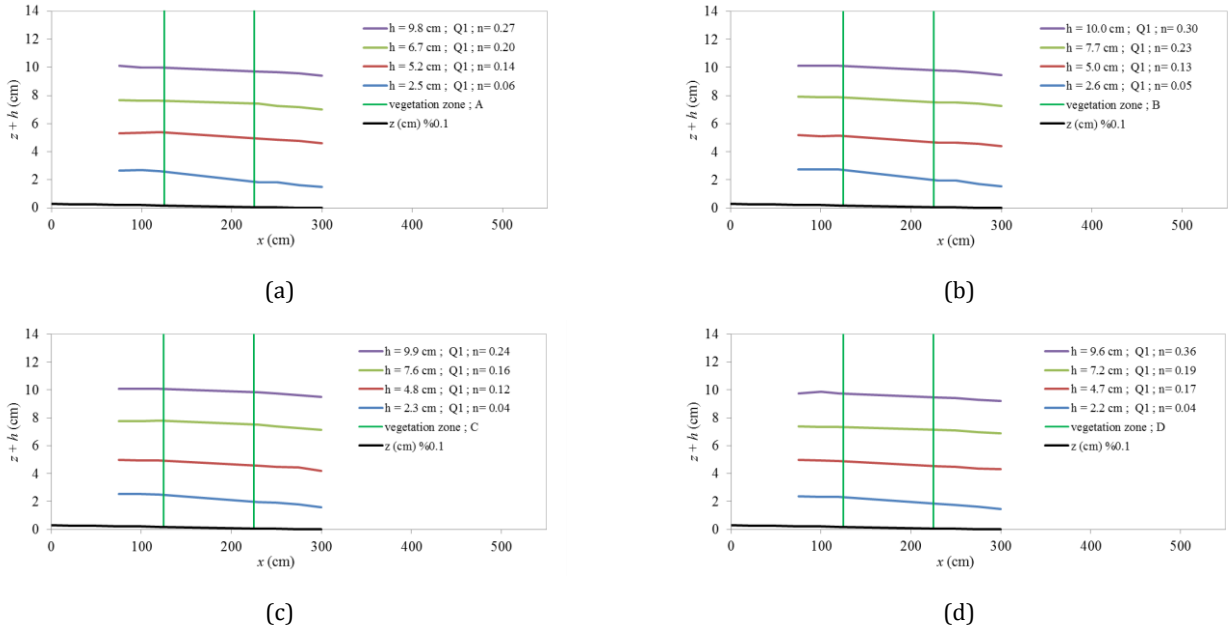 14
12
10
8
6
4
2
0
z + h (cm)
0 100 200 300 400 500
x (cm)
h = 9.8 cm ; Q1 ; n= 0.27
h = 6.7 cm ; Q1 ; n= 0.20
h = 5.2 cm ; Q1 ; n= 0.14
h = 2.5 cm ; Q1 ; n= 0.06
vegetation zone ; A
z (cm) %0.1
(a)
14
12
10
8
6
4
2
0
z + h (cm)
0 100 200 300 400 500
x (cm)
h = 10.0 cm ; Q1 ; n= 0.30
h = 7.7 cm ; Q1 ; n= 0.23
h = 5.0 cm ; Q1 ; n= 0.13
h = 2.6 cm ; Q1 ; n= 0.05
vegetation zone ; B
z (cm) %0.1
(b)
14
12
10
8
6
4
2
0
z + h (cm)
0 100 200 300 400 500
x (cm)
h = 9.9 cm ; Q1 ; n= 0.24
h = 7.6 cm ; Q1 ; n= 0.16
h = 4.8 cm ; Q1 ; n= 0.12
h = 2.3 cm ; Q1 ; n= 0.04
vegetation zone ; C
z (cm) %0.1
(c)
14
12
10
8
6
4
2
0
z + h (cm)
0 100 200 300 400 500
x (cm)
h = 9.6 cm ; Q1 ; n= 0.36
h = 7.2 cm ; Q1 ; n= 0.19
h = 4.7 cm ; Q1 ; n= 0.17
h = 2.2 cm ; Q1 ; n= 0.04
vegetation zone ; D
z (cm) %0.1
(d)